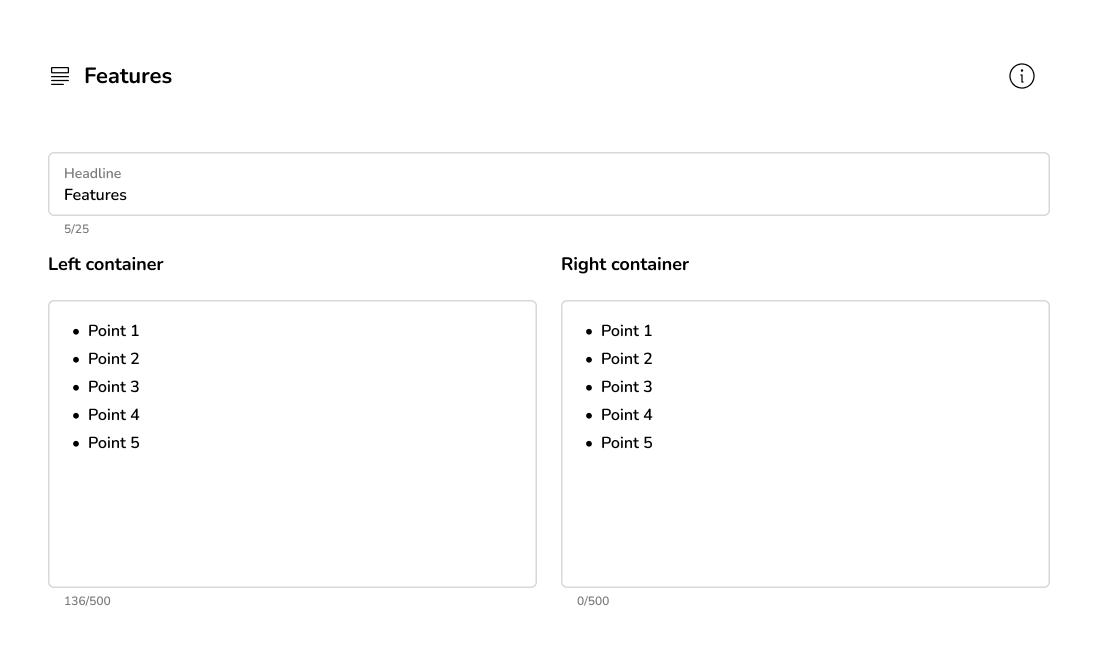 Features
Headline
Features
5/25
Left container
• Point 1
• Point 2
• Point 3
• Point 4
• Point 5
136/500
Right container
• Point 1
• Point 2
• Point 3
• Point 4
• Point 5
0/500